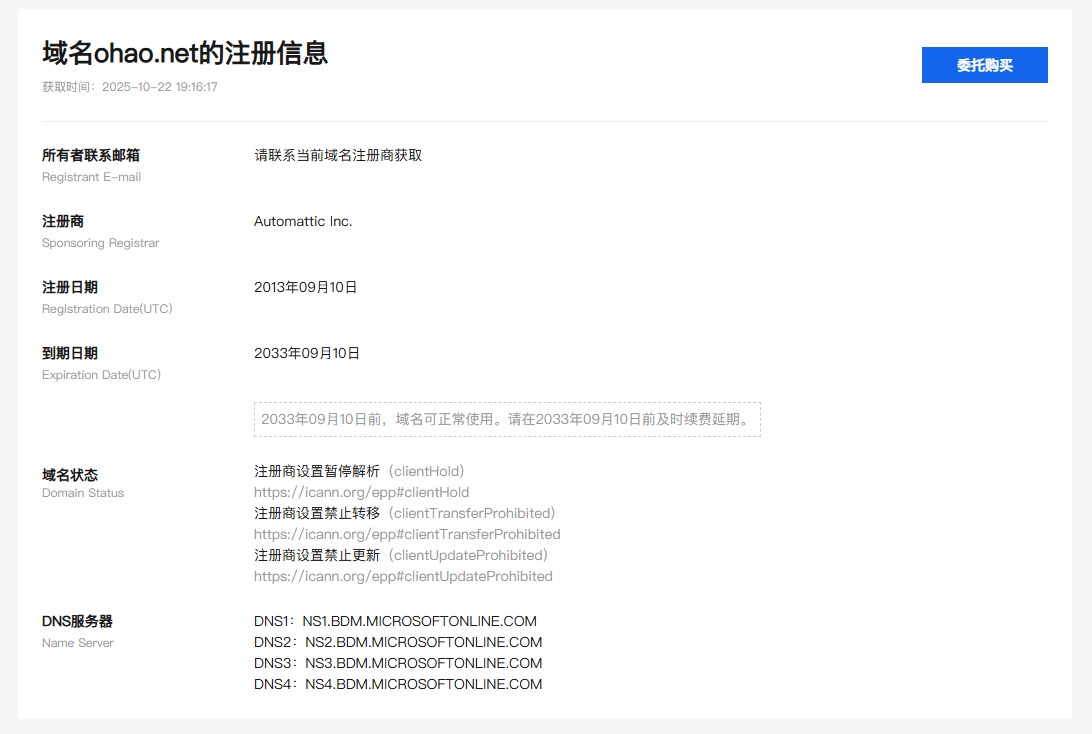 域名ohao.net的注册信息
委托购买
获取时间：2025-10-22 19:16:17
所有者联系邮箱
请联系当前域名注册商获取
Registrant E-mail
注册商
Automattic Inc.
Sponsoring Registrar
注册日期
2013年09月10日
Registration Date(UTC)
到期日期
2033年09月10日
Expiration Date(UTC)
2033年09月10日前，域名可正常使用。请在2033年09月10日前及时续费延期。
域名状态
Domain Status
注册商设置暂停解析（clientHold）
https://icann.org/epp#clientHold
注册商设置禁止转移（clientTransferProhibited）
https://icann.org/epp#clientTransferProhibited
注册商设置禁止更新（clientUpdateProhibited）
https://icann.org/epp#clientUpdateProhibited
DNS服务器
Name Server
DNS1：NS1.BDM.MICROSOFTONLINE.COM
DNS2：NS2.BDM.MICROSOFTONLINE.COM
DNS3：NS3.BDM.MICROSOFTONLINE.COM
DNS4：NS4.BDM.MICROSOFTONLINE.COM